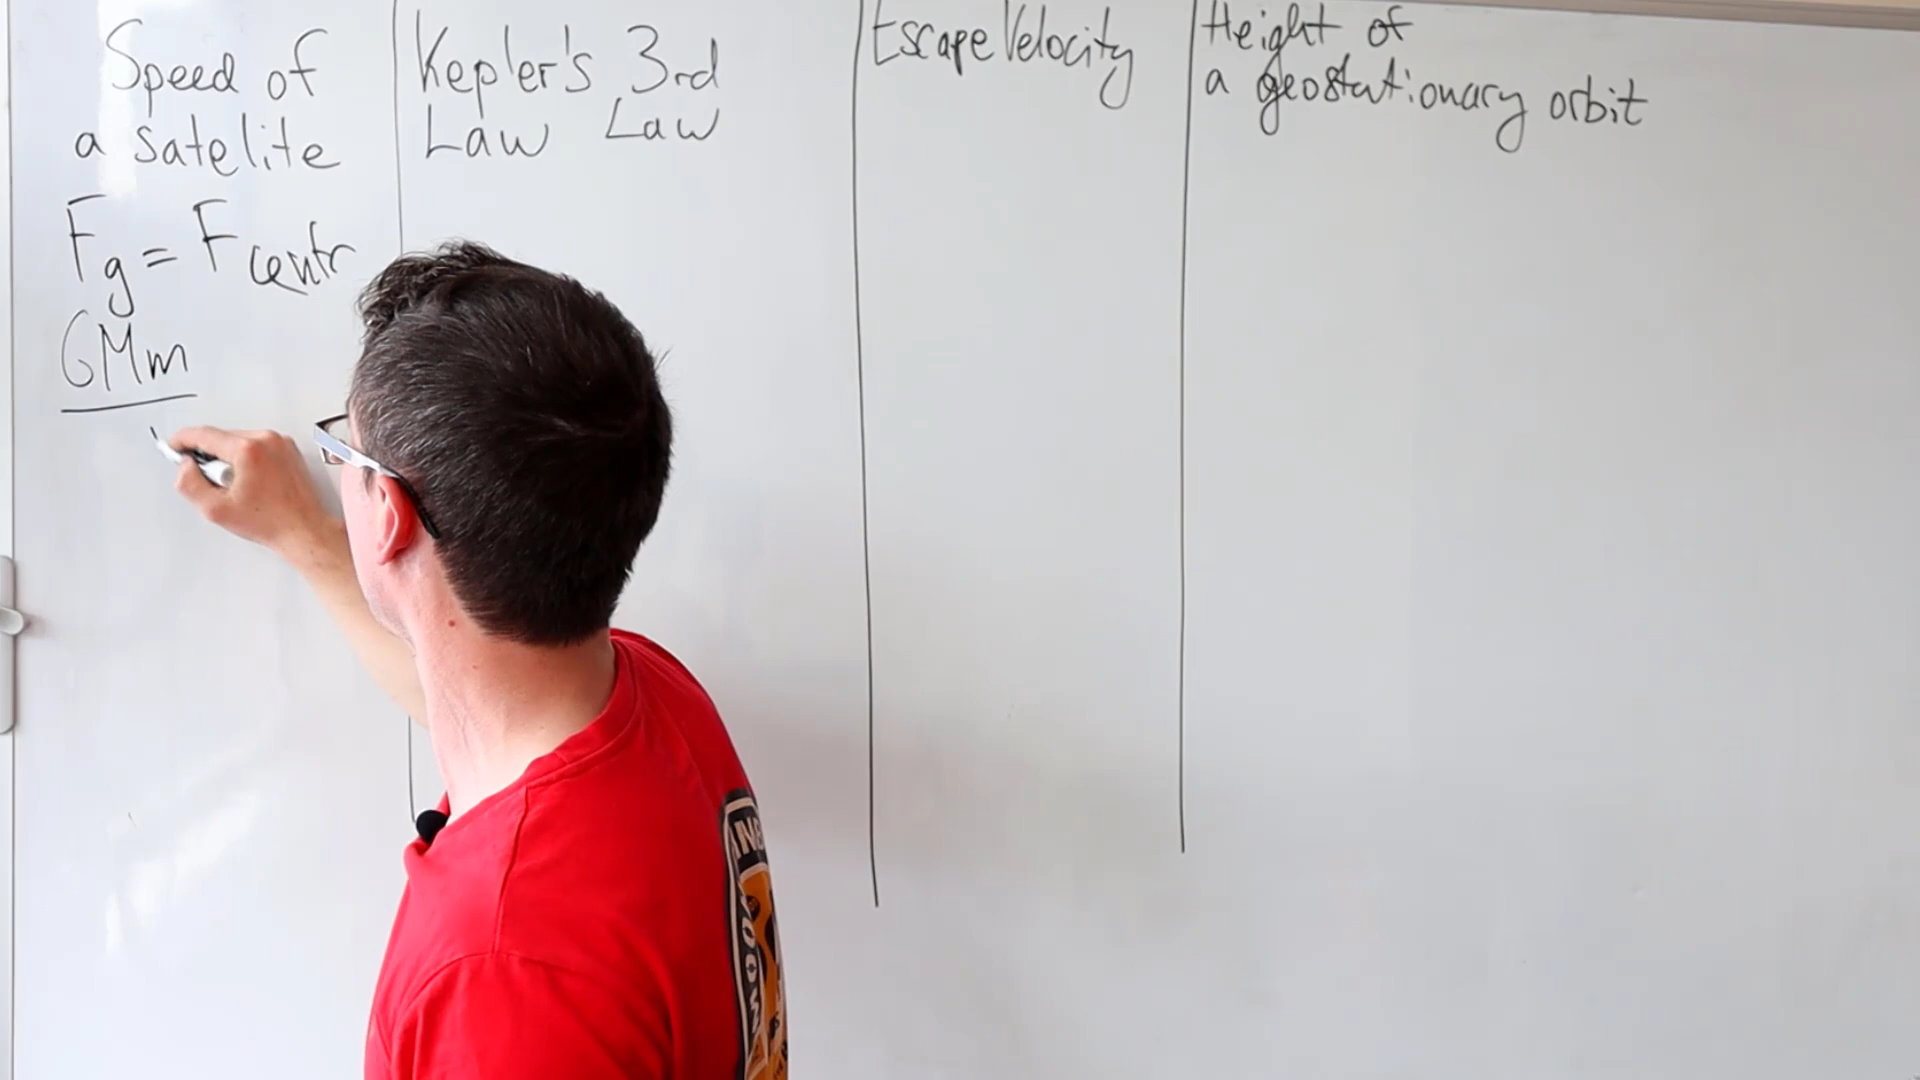 Speed of
a satelite
Fg = Fcentr
GMm
Kepler's 3rd
Law Law
Escape Velocity
Height of
a geostationary orbit